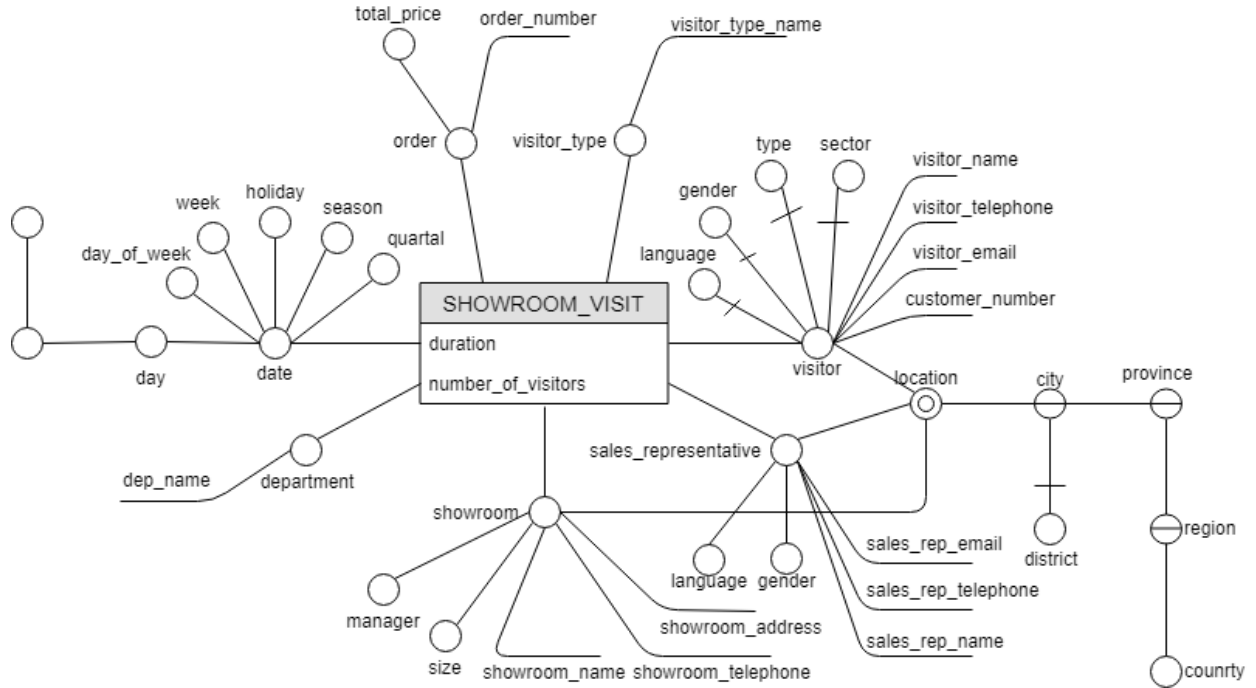 total_price
order_number
visitor_type_name
order
visitor_type
type
sector
visitor_name
gender
visitor_telephone
holiday
week
season
visitor_email
day_of_week
quartal
language
customer_number
SHOWROOM_VISIT
duration
number_of_visitors
day
date
visitor
location
city
province
sales_representative
dep_name
department
showroom
region
sales_rep_email
district
language
gender
sales_rep_telephone
manager
showroom_address
sales_rep_name
size
showroom_name
showroom_telephone
counrty